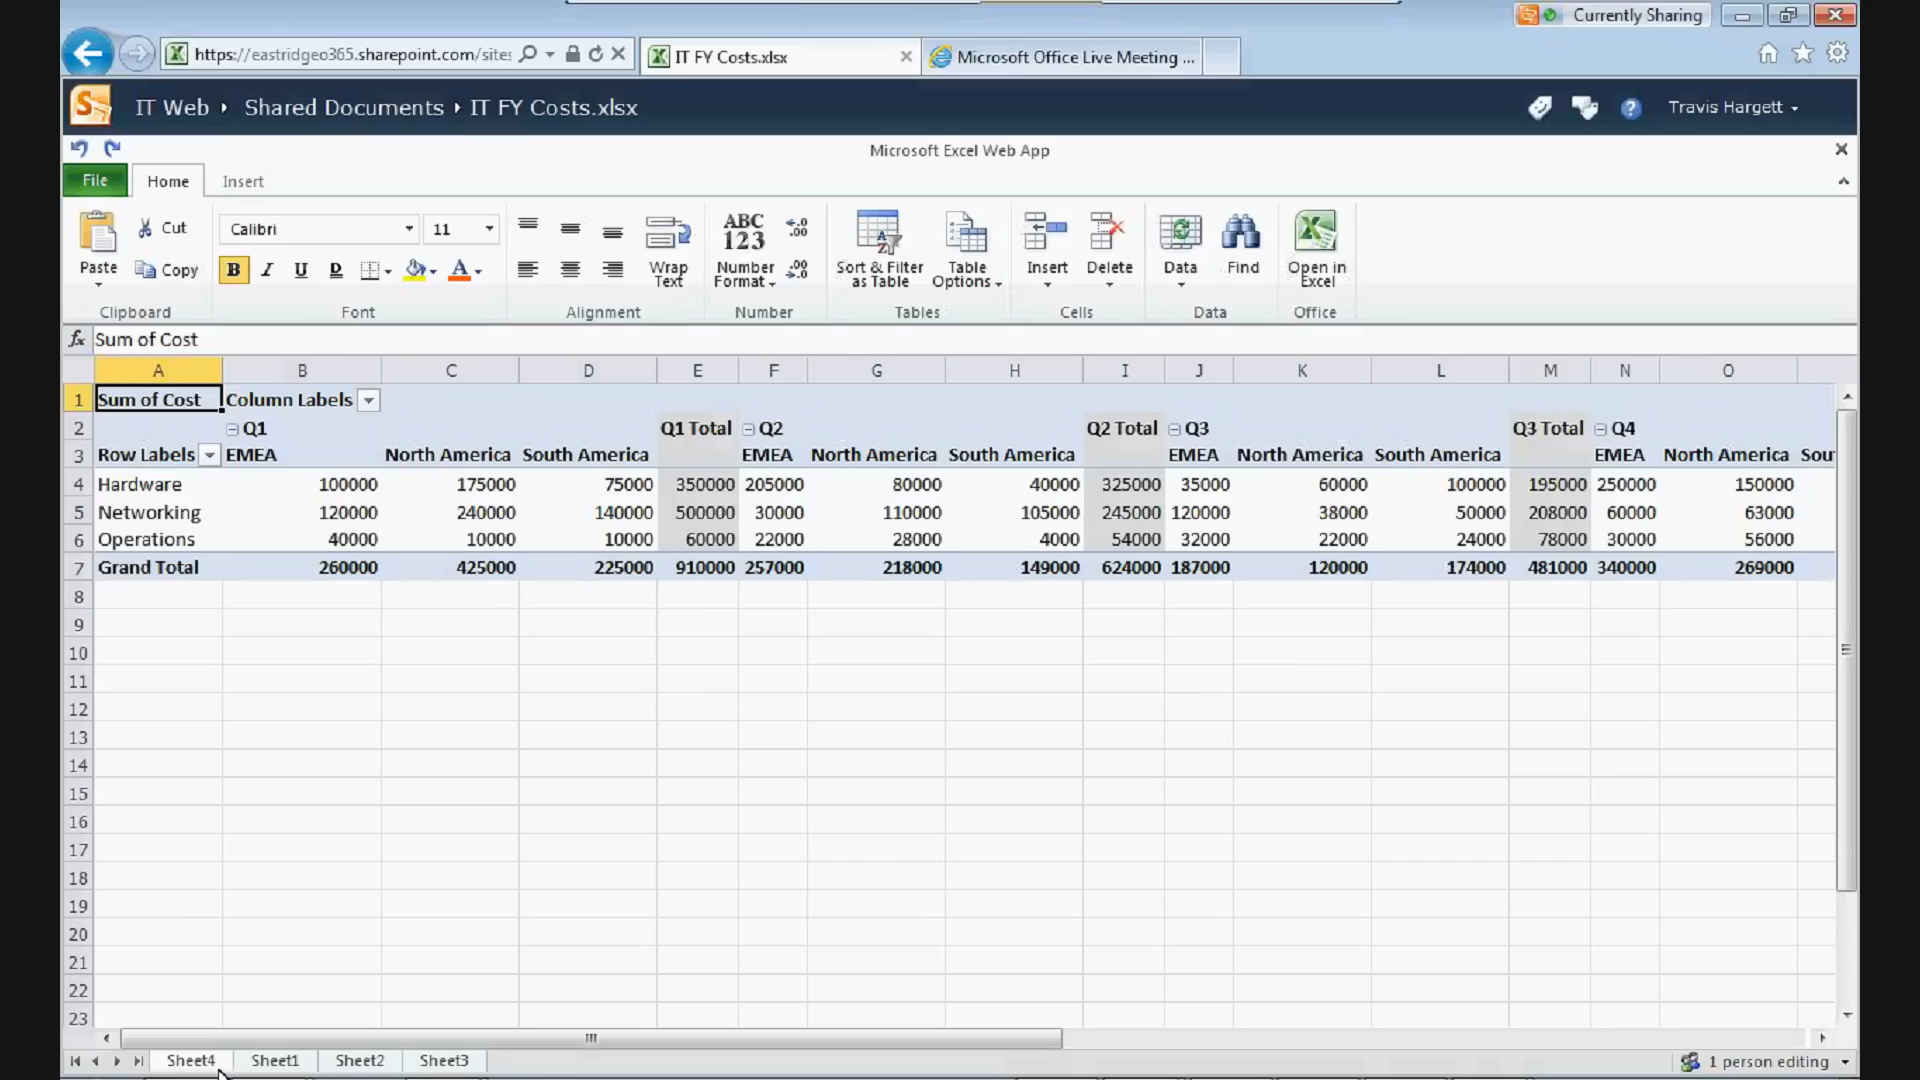 Currently Sharing
https://eastridgeo365.sharepoint.com/sites
IT FY Costs.xlsx
Microsoft Office Live Meeting ...
IT Web Shared Documents IT FY Costs.xlsx
Travis Hargett
Microsoft Excel Web App
File Home Insert
Paste Cut Copy
Calibri 11
B I U D
Wrap Text
ABC 123 Number Format
Sort & Filter as Table
Table Options
Insert Delete
Data Find
Open in Excel
Clipboard Font Alignment Number Tables Cells Data Office
fx Sum of Cost
A B C D E F G H I J K L M N O
1 Sum of Cost Column Labels
2 Q1 Q1 Total Q2 Q2 Total Q3 Q3 Total Q4
3 Row Labels EMEA North America South America EMEA North America South America EMEA North America South America EMEA North America Sou
4 Hardware 100000 175000 75000 350000 205000 80000 40000 325000 35000 60000 100000 195000 250000 150000
5 Networking 120000 240000 140000 500000 30000 110000 105000 245000 120000 38000 50000 208000 60000 63000
6 Operations 40000 10000 10000 60000 22000 28000 4000 54000 32000 22000 24000 78000 30000 56000
7 Grand Total 260000 425000 225000 910000 257000 218000 149000 624000 187000 120000 174000 481000 340000 269000
8
9
10
11
12
13
14
15
16
17
18
19
20
21
22
23
Sheet4 Sheet1 Sheet2 Sheet3
1 person editing